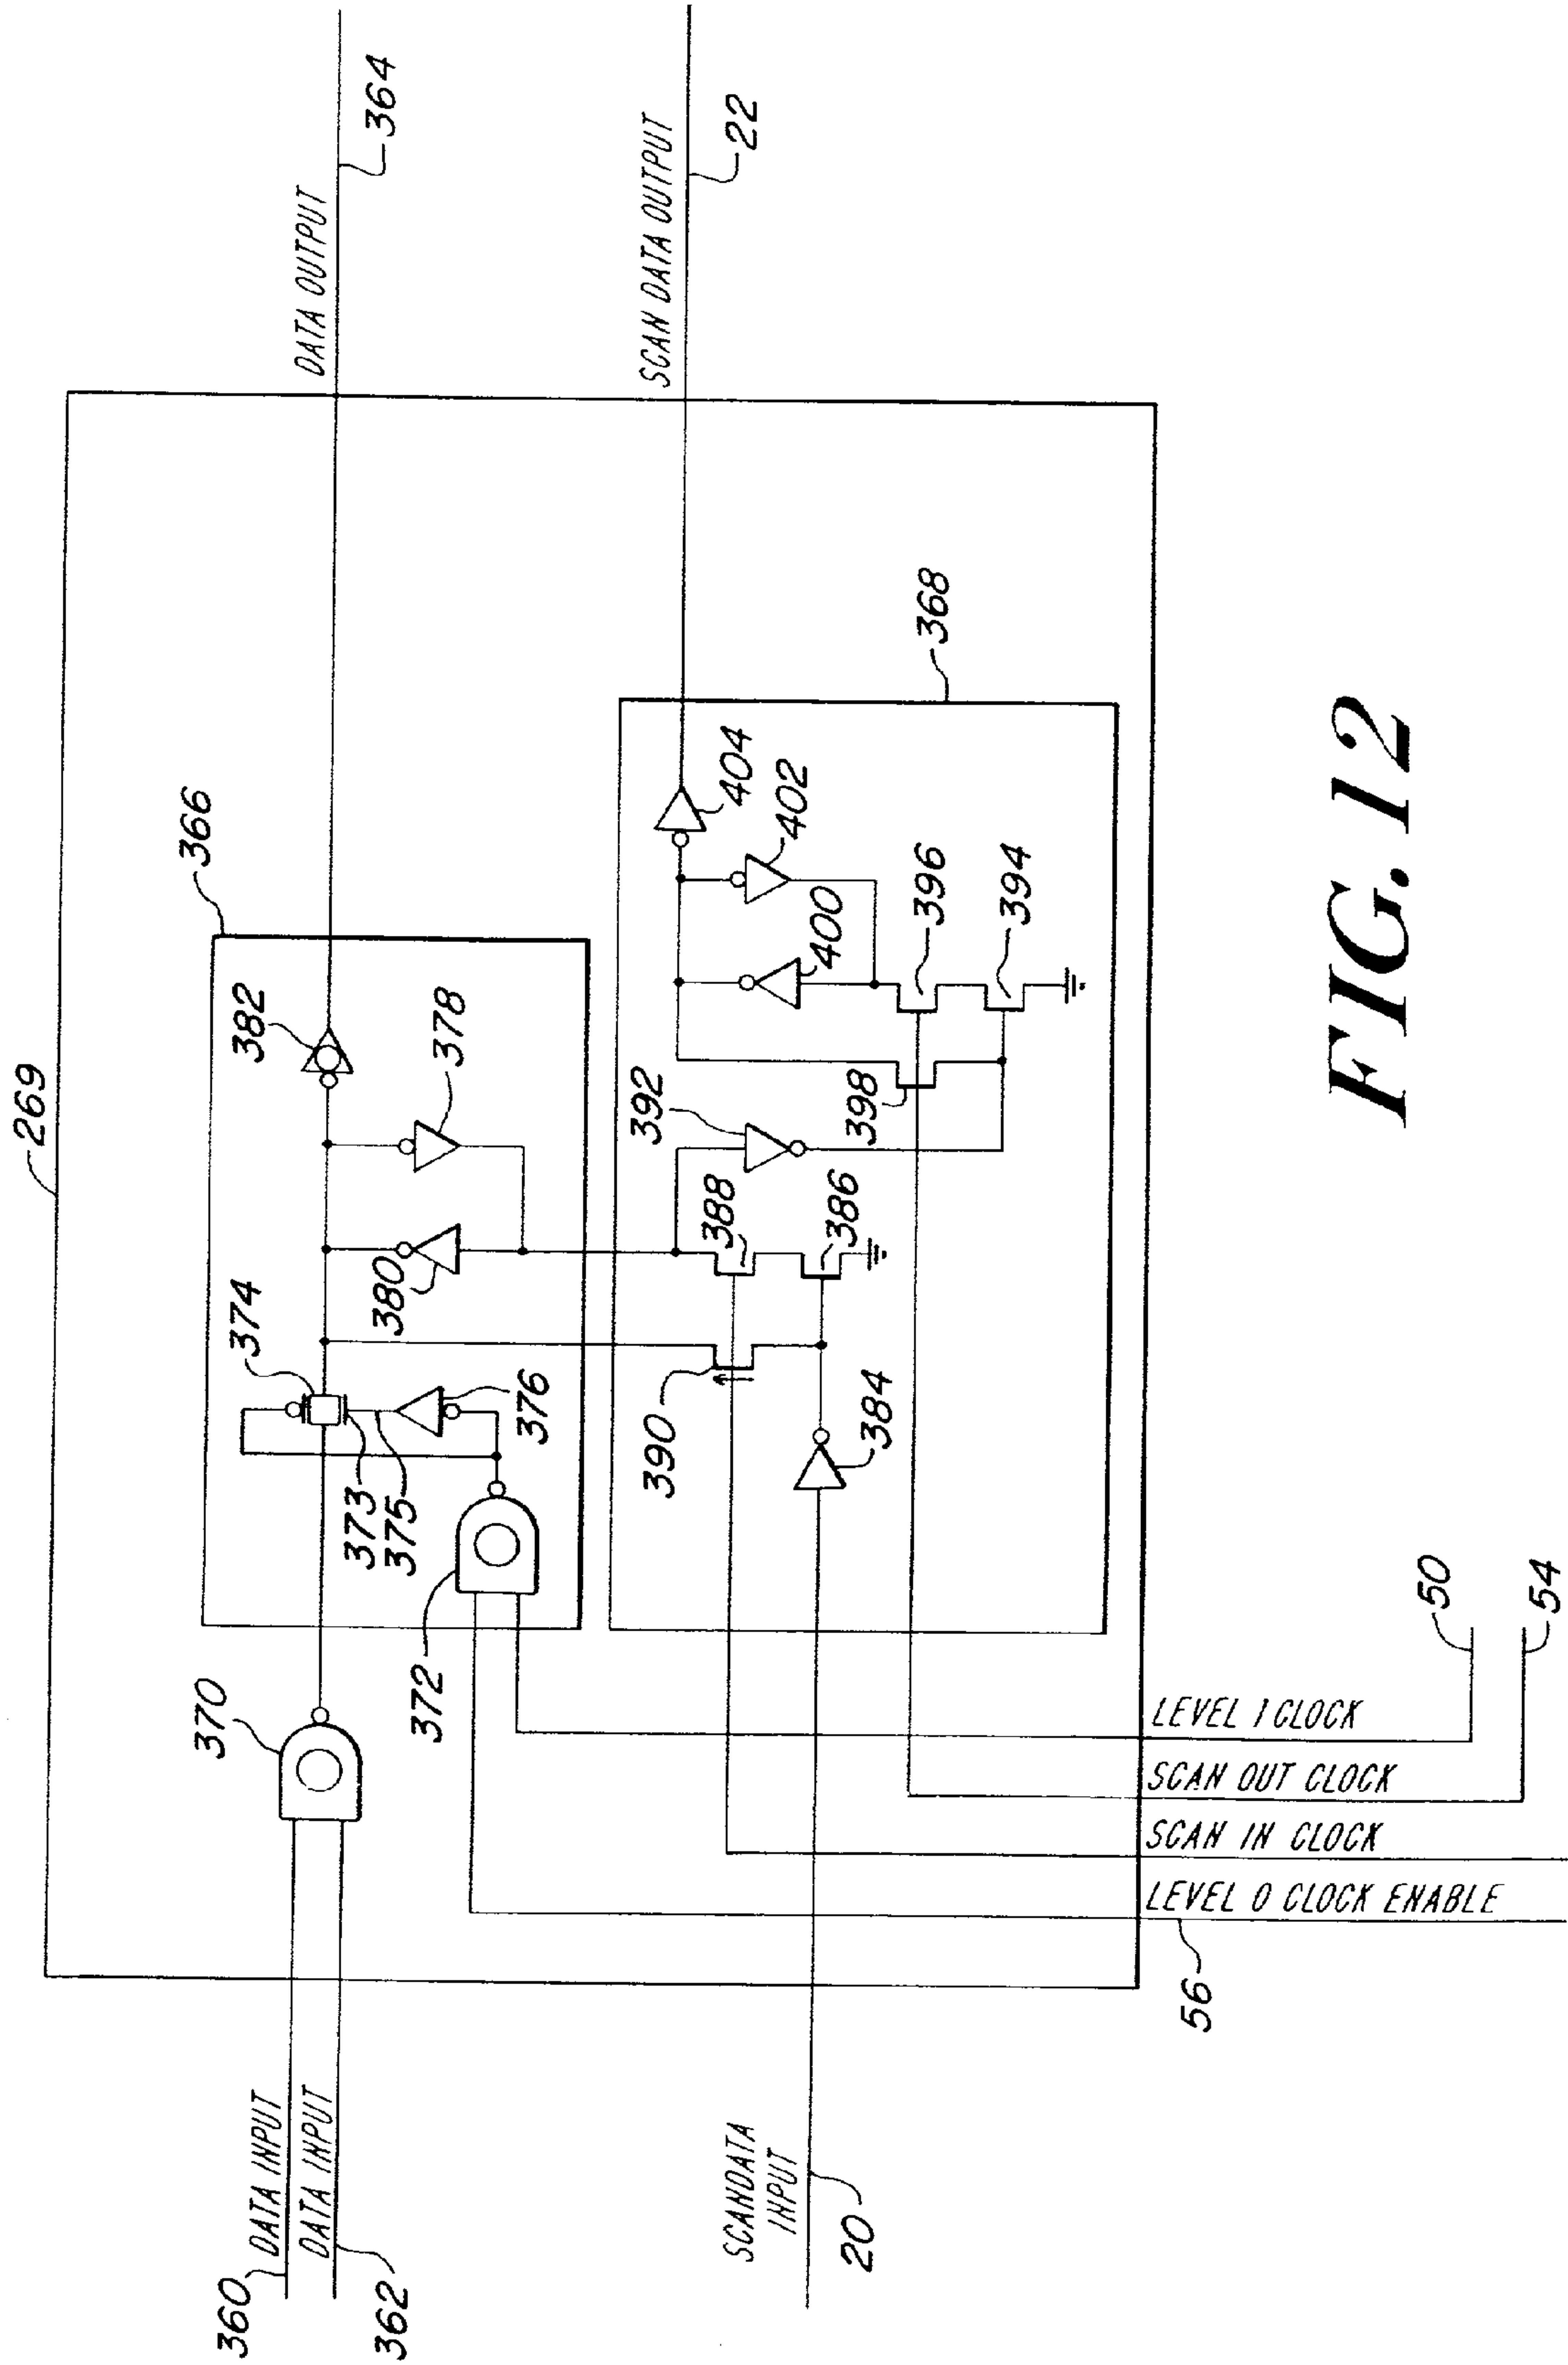 269
366
382
374
378
380
376
373
375
370
372
DATA OUTPUT
364
360
DATA INPUT
DATA INPUT
362
SCAN DATA OUTPUT
22
368
404
402
400
396
394
398
392
388
386
390
384
SCANDATA
INPUT
20
LEVEL 1 CLOCK
50
SCAN OUT CLOCK
54
SCAN IN CLOCK
LEVEL 0 CLOCK ENABLE
56
FIG. 12